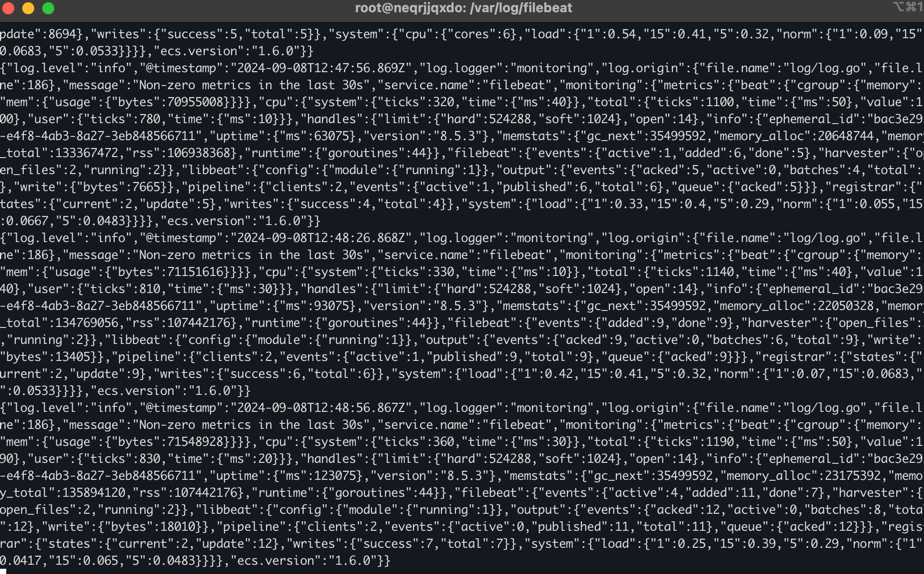 root@neqrjjqxdo: /var/log/filebeat
⌥⌘1
pdate":8694},"writes":{"success":5,"total":5}},"system":{"cpu":{"cores":6},"load":{"1":0.54,"15":0.41,"5":0.32,"norm":{"1":0.09,"15"
0.0683,"5":0.0533}}}},"ecs.version":"1.6.0"}}
{"log.level":"info","@timestamp":"2024-09-08T12:47:56.869Z","log.logger":"monitoring","log.origin":{"file.name":"log/log.go","file.l
ne":186},"message":"Non-zero metrics in the last 30s","service.name":"filebeat","monitoring":{"metrics":{"beat":{"cgroup":{"memory":
"mem":{"usage":{"bytes":70955008}}}},"cpu":{"system":{"ticks":320,"time":{"ms":40}},"total":{"ticks":1100,"time":{"ms":50},"value":1
00},"user":{"ticks":780,"time":{"ms":10}}},"handles":{"limit":{"hard":524288,"soft":1024},"open":14},"info":{"ephemeral_id":"bac3e29
-e4f8-4ab3-8a27-3eb848566711","uptime":{"ms":63075},"version":"8.5.3"},"memstats":{"gc_next":35499592,"memory_alloc":20648744,"memor
_total":133367472,"rss":106938368},"runtime":{"goroutines":44}},"filebeat":{"events":{"active":1,"added":6,"done":5},"harvester":{"o
pen_files":2,"running":2}},"libbeat":{"config":{"module":{"running":1}},"output":{"events":{"acked":5,"active":0,"batches":4,"total":
},"write":{"bytes":7665}},"pipeline":{"clients":2,"events":{"active":1,"published":6,"total":6},"queue":{"acked":5}}},"registrar":{"
tates":{"current":2,"update":5},"writes":{"success":4,"total":4}},"system":{"load":{"1":0.33,"15":0.4,"5":0.29,"norm":{"1":0.055,"15
:0.0667,"5":0.0483}}}},"ecs.version":"1.6.0"}}
{"log.level":"info","@timestamp":"2024-09-08T12:48:26.868Z","log.logger":"monitoring","log.origin":{"file.name":"log/log.go","file.l
ne":186},"message":"Non-zero metrics in the last 30s","service.name":"filebeat","monitoring":{"metrics":{"beat":{"cgroup":{"memory":
"mem":{"usage":{"bytes":71151616}}}},"cpu":{"system":{"ticks":330,"time":{"ms":10}},"total":{"ticks":1140,"time":{"ms":40},"value":1
40},"user":{"ticks":810,"time":{"ms":30}}},"handles":{"limit":{"hard":524288,"soft":1024},"open":14},"info":{"ephemeral_id":"bac3e29
-e4f8-4ab3-8a27-3eb848566711","uptime":{"ms":93075},"version":"8.5.3"},"memstats":{"gc_next":35499592,"memory_alloc":22050328,"memor
_total":134769056,"rss":107442176},"runtime":{"goroutines":44}},"filebeat":{"events":{"added":9,"done":9},"harvester":{"open_files":
,"running":2}},"libbeat":{"config":{"module":{"running":1}},"output":{"events":{"acked":9,"active":0,"batches":6,"total":9},"write":
"bytes":13405}},"pipeline":{"clients":2,"events":{"active":1,"published":9,"total":9},"queue":{"acked":9}}},"registrar":{"states":{"
urrent":2,"update":9},"writes":{"success":6,"total":6}},"system":{"load":{"1":0.42,"15":0.41,"5":0.32,"norm":{"1":0.07,"15":0.0683,"
":0.0533}}}},"ecs.version":"1.6.0"}}
{"log.level":"info","@timestamp":"2024-09-08T12:48:56.867Z","log.logger":"monitoring","log.origin":{"file.name":"log/log.go","file.l
ne":186},"message":"Non-zero metrics in the last 30s","service.name":"filebeat","monitoring":{"metrics":{"beat":{"cgroup":{"memory":
"mem":{"usage":{"bytes":71548928}}}},"cpu":{"system":{"ticks":360,"time":{"ms":30}},"total":{"ticks":1190,"time":{"ms":50},"value":1
90},"user":{"ticks":830,"time":{"ms":20}}},"handles":{"limit":{"hard":524288,"soft":1024},"open":14},"info":{"ephemeral_id":"bac3e29
-e4f8-4ab3-8a27-3eb848566711","uptime":{"ms":123075},"version":"8.5.3"},"memstats":{"gc_next":35499592,"memory_alloc":23175392,"memo
y_total":135894120,"rss":107442176},"runtime":{"goroutines":44}},"filebeat":{"events":{"active":4,"added":11,"done":7},"harvester":{
open_files":2,"running":2}},"libbeat":{"config":{"module":{"running":1}},"output":{"events":{"acked":12,"active":0,"batches":8,"tota
":12},"write":{"bytes":18010}},"pipeline":{"clients":2,"events":{"active":0,"published":11,"total":11},"queue":{"acked":12}}},"regis
rar":{"states":{"current":2,"update":12},"writes":{"success":7,"total":7}},"system":{"load":{"1":0.25,"15":0.39,"5":0.29,"norm":{"1"
0.0417,"15":0.065,"5":0.0483}}}},"ecs.version":"1.6.0"}}